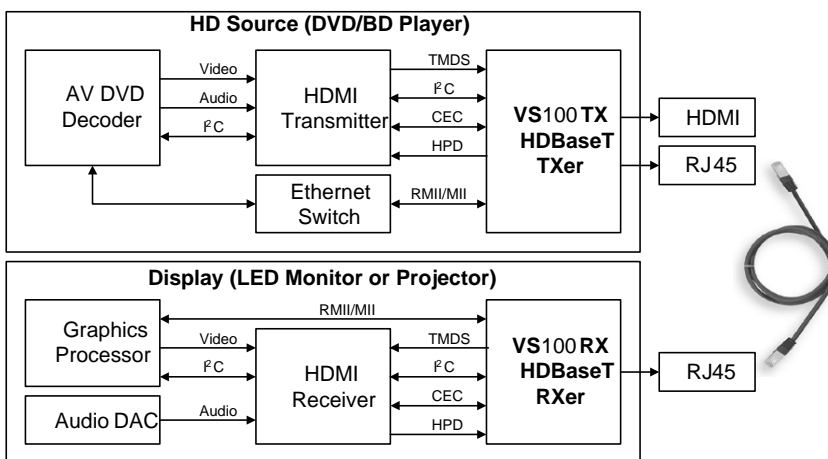 HD Source (DVD/BD Player)
AV DVD
Decoder
Video
Audio
I²C
HDMI
Transmitter
TMDS
I²C
CEC
HPD
Ethernet
Switch
RMII/MII
VS100 TX
HDBaseT
TXer
HDMI
RJ45
Display (LED Monitor or Projector)
Graphics
Processor
RMII/MII
Video
I²C
Audio DAC
Audio
HDMI
Receiver
TMDS
I²C
CEC
HPD
VS100 RX
HDBaseT
RXer
RJ45